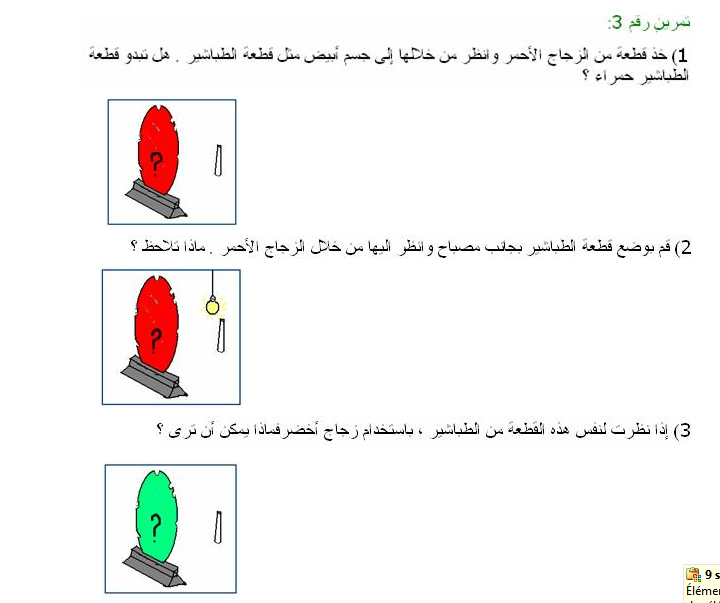 تمرين رقم 3:
1) خذ قطعة من الزجاج الأحمر وانظر من خلالها إلى جسم أبيض مثل قطعة الطباشير . هل تبدو قطعة
الطباشير حمراء ؟
?
2) قم بوضع قطعة الطباشير بجانب مصباح وانظر اليها من خلال الزجاج الأحمر . ماذا تلاحظ ؟
?
3) إذا نظرت لنفس هذه القطعة من الطباشير ، باستخدام زجاج أخضرفماذا يمكن أن ترى ؟
?
9 s
Élémer